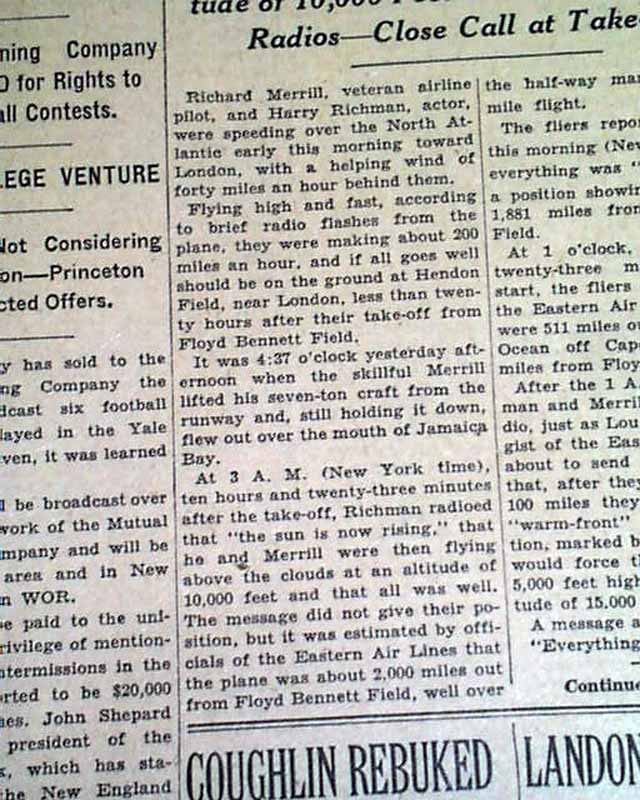 ning Company
0 for Rights to
all Contests.
LEGE VENTURE
Not Considering
on—Princeton
cted Offers.
y has sold to the
ng Company the
dcast six football
layed in the Yale
ven, it was learned
l be broadcast over
work of the Mutual
mpany and will be
area and in New
n WOR.
e paid to the uni-
rivilege of mention-
ntermissions in the
rted to be $20,000
nes. John Shepard
president of the
k, which has sta-
he New England
tude of 10,000
Radios—Close Call at Take-
Richard Merrill, veteran airline
pilot, and Harry Richman, actor,
were speeding over the North At-
lantic early this morning toward
London, with a helping wind of
forty miles an hour behind them.
Flying high and fast, according
to brief radio flashes from the
plane, they were making about 200
miles an hour, and if all goes well
should be on the ground at Hendon
Field, near London, less than twen-
ty hours after their take-off from
Floyd Bennett Field.
It was 4:37 o'clock yesterday aft-
ernoon when the skillful Merrill
lifted his seven-ton craft from the
runway and, still holding it down,
flew out over the mouth of Jamaica
Bay.
At 3 A. M. (New York time),
ten hours and twenty-three minutes
after the take-off, Richman radioed
that "the sun is now rising," that
he and Merrill were then flying
above the clouds at an altitude of
10,000 feet and that all was well.
The message did not give their po-
sition, but it was estimated by offi-
cials of the Eastern Air Lines that
the plane was about 2,000 miles out
from Floyd Bennett Field, well over
the half-way mar
mile flight.
The fliers repor
this morning (New
everything was
a position showin
1,881 miles from
Field.
At 1 o'clock,
twenty-three m
start, the fliers
the Eastern Air
were 511 miles o
Ocean off Cap
miles from Floy
After the 1 A.
man and Merril
dio, just as Lou
gist of the Eas
about to send
that, after they
100 miles they
"warm-front"
tion, marked b
would force t
5,000 feet high
tude of 15,000
A message a
"Everything
Continue
COUGHLIN REBUKED
LANDON